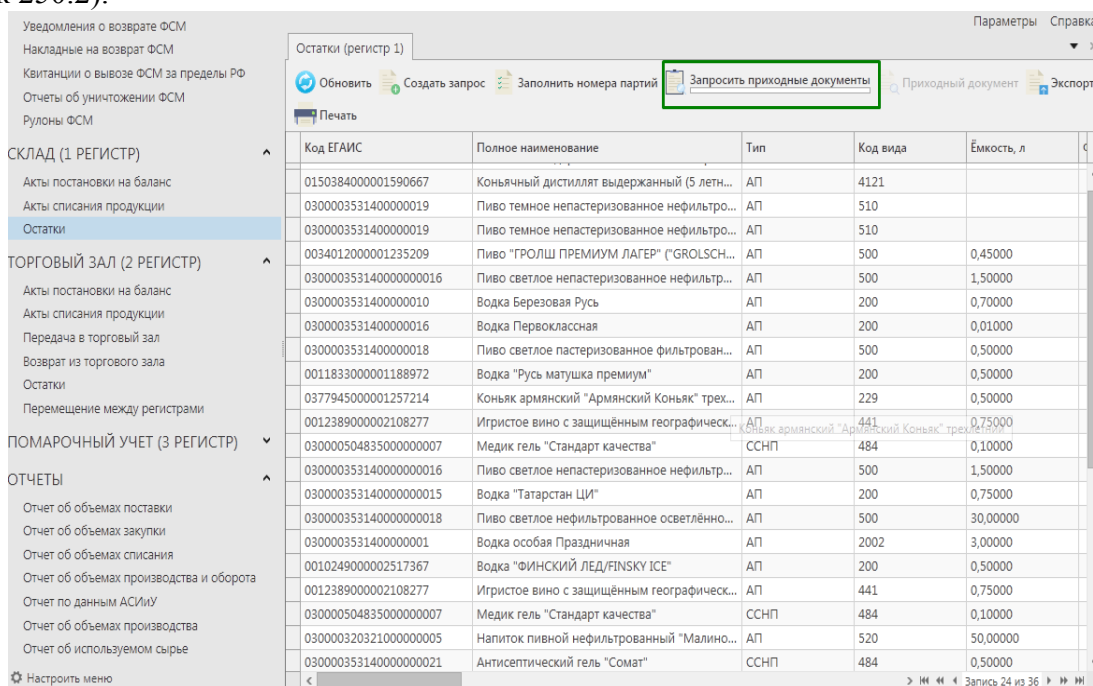 Уведомления о возврате ФСМ
Накладные на возврат ФСМ
Квитанции о вывозе ФСМ за пределы РФ
Отчеты об уничтожении ФСМ
Рулоны ФСМ
СКЛАД (1 РЕГИСТР)
Акты постановки на баланс
Акты списания продукции
Остатки
ТОРГОВЫЙ ЗАЛ (2 РЕГИСТР)
Акты постановки на баланс
Акты списания продукции
Передача в торговый зал
Возврат из торгового зала
Остатки
Перемещение между регистрами
ПОМАРОЧНЫЙ УЧЕТ (3 РЕГИСТР)
ОТЧЕТЫ
Отчет об объемах поставки
Отчет об объемах закупки
Отчет об объемах списания
Отчет об объемах производства и оборота
Отчет по данным АСИиУ
Отчет об объемах производства
Отчет об используемом сырье
Настроить меню
Параметры Справка
Остатки (регистр 1)
Обновить Создать запрос Заполнить номера партий Запросить приходные документы Приходный документ Экспорт
Печать
Код ЕГАИС Полное наименование Тип Код вида Ёмкость, л
0150384000001590667 Коньячный дистиллят выдержанный (5 летн... АП 4121
0300003531400000019 Пиво темное непастеризованное нефильтро... АП 510
0300003531400000019 Пиво темное непастеризованное нефильтро... АП 510
0034012000001235209 Пиво "ГРОЛШ ПРЕМИУМ ЛАГЕР" ("GROLSCH... АП 500 0,45000
030000353140000000016 Пиво светлое непастеризованное нефильтр... АП 500 1,50000
0300003531400000010 Водка Березовая Русь АП 200 0,70000
0300003531400000016 Водка Первоклассная АП 200 0,01000
0300003531400000018 Пиво светлое пастеризованное фильтрован... АП 500 0,50000
0011833000001188972 Водка "Русь матушка премиум" АП 200 0,50000
0377945000001257214 Коньяк армянский "Армянский Коньяк" трех... АП 229 0,50000
0012389000002108277 Игристое вино с защищённым географическ... АП 441 0,75000
Коньяк армянский "Армянский Коньяк" трехлетний
030000504835000000007 Медик гель "Стандарт качества" ССНП 484 0,10000
030000353140000000016 Пиво светлое непастеризованное нефильтр... АП 500 1,50000
030000353140000000015 Водка "Татарстан ЦИ" АП 200 0,75000
030000353140000000018 Пиво светлое нефильтрованное осветлённо... АП 500 30,00000
0300003531400000001 Водка особая Праздничная АП 2002 3,00000
0010249000002517367 Водка "ФИНСКИЙ ЛЕД/FINSKY ICE" АП 200 0,50000
0012389000002108277 Игристое вино с защищённым географическ... АП 441 0,75000
030000504835000000007 Медик гель "Стандарт качества" ССНП 484 0,10000
030000320321000000005 Напиток пивной нефильтрованный "Малино... АП 520 50,00000
030000353140000000021 Антисептический гель "Сомат" ССНП 484 0,50000
Запись 24 из 36